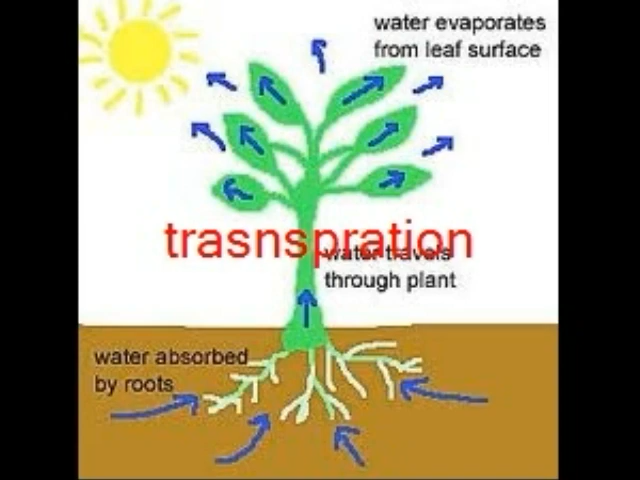 water evaporates
from leaf surface
trasnspration
water travels
through plant
water absorbed
by roots